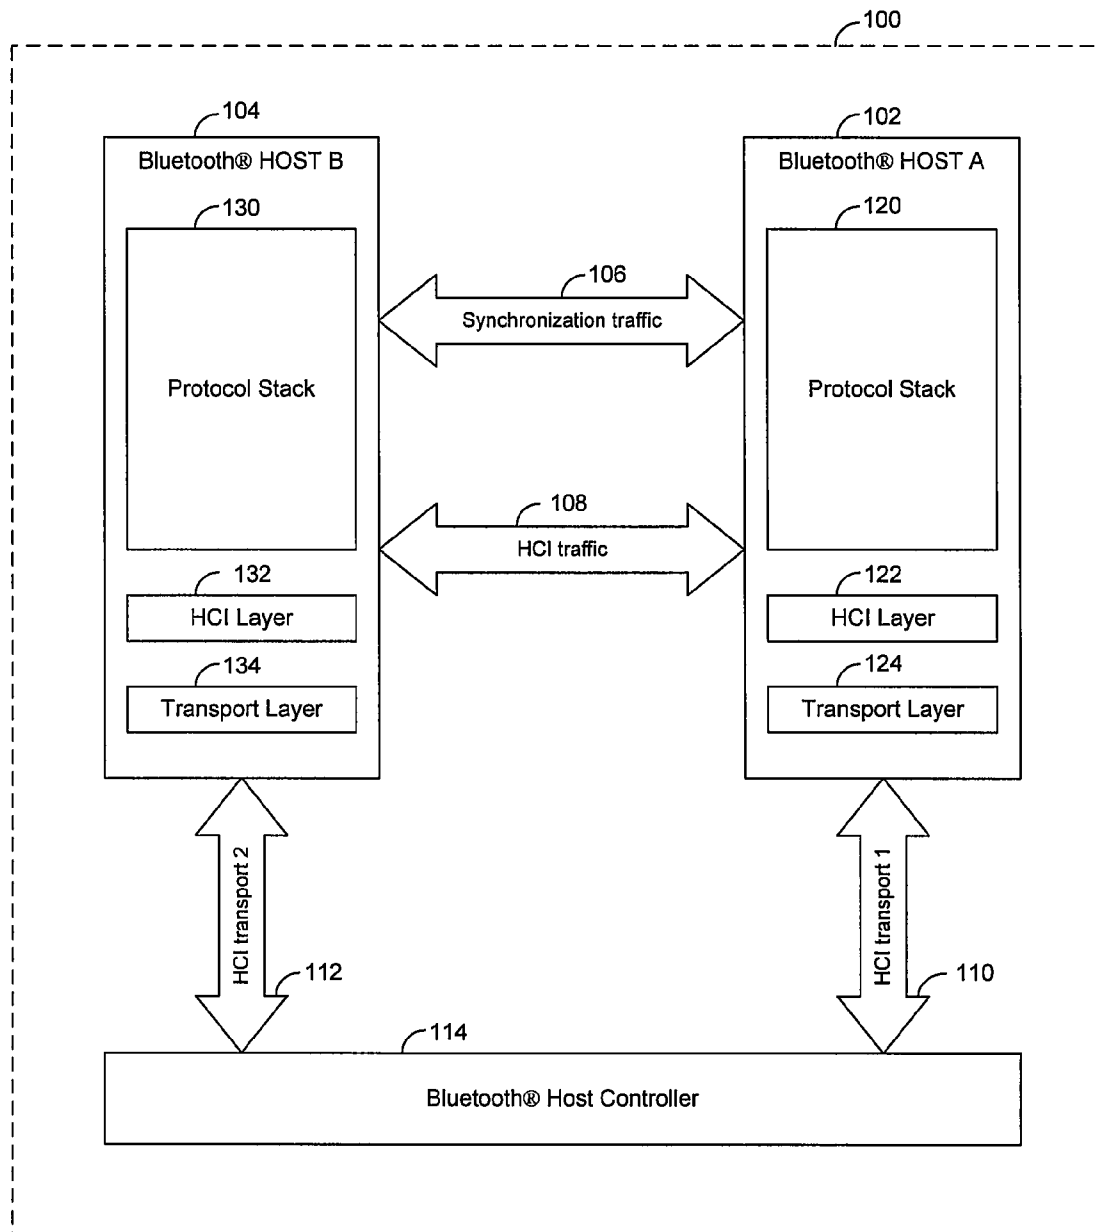 100
104
102
Bluetooth® HOST B
Bluetooth® HOST A
130
120
106
Synchronization traffic
Protocol Stack
Protocol Stack
108
HCI traffic
132
122
HCI Layer
HCI Layer
134
124
Transport Layer
Transport Layer
HCI transport 2
HCI transport 1
112
110
114
Bluetooth® Host Controller